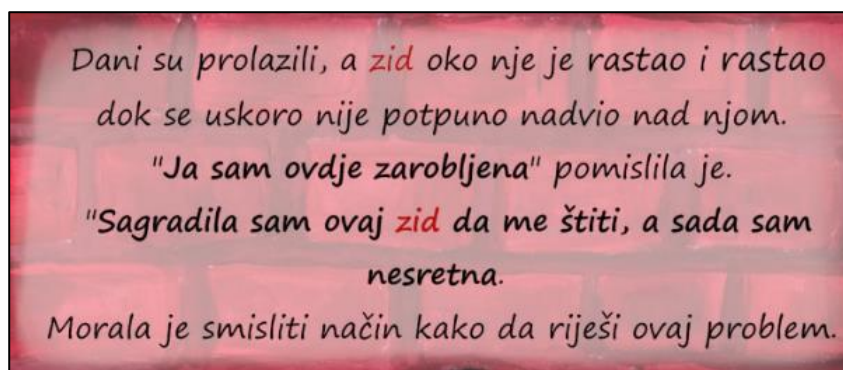 Dani su prolazili, a zid oko nje je rastao i rastao
dok se uskoro nije potpuno nadvio nad njom.
"Ja sam ovdje zarobljena" pomislila je.
"Sagradila sam ovaj zid da me štiti, a sada sam
nesretna.
Morala je smisliti način kako da riješi ovaj problem.